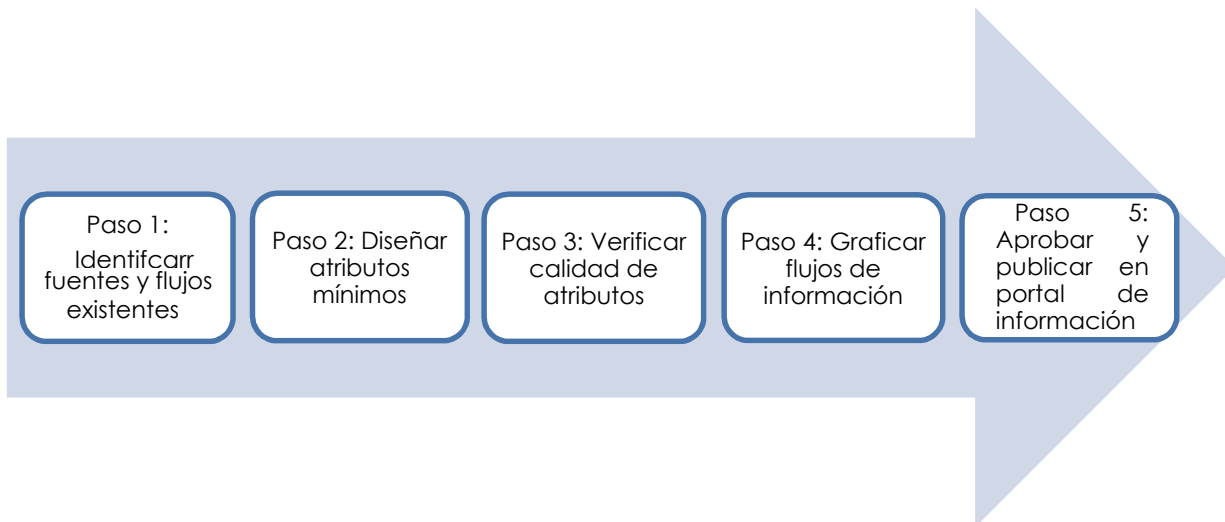 Paso 1:
Identifcarr
fuentes y flujos
existentes
Paso 2: Diseñar
atributos
mínimos
Paso 3: Verificar
calidad de
atributos
Paso 4: Graficar
flujos de
información
Paso 5:
Aprobar y
publicar en
portal de
información